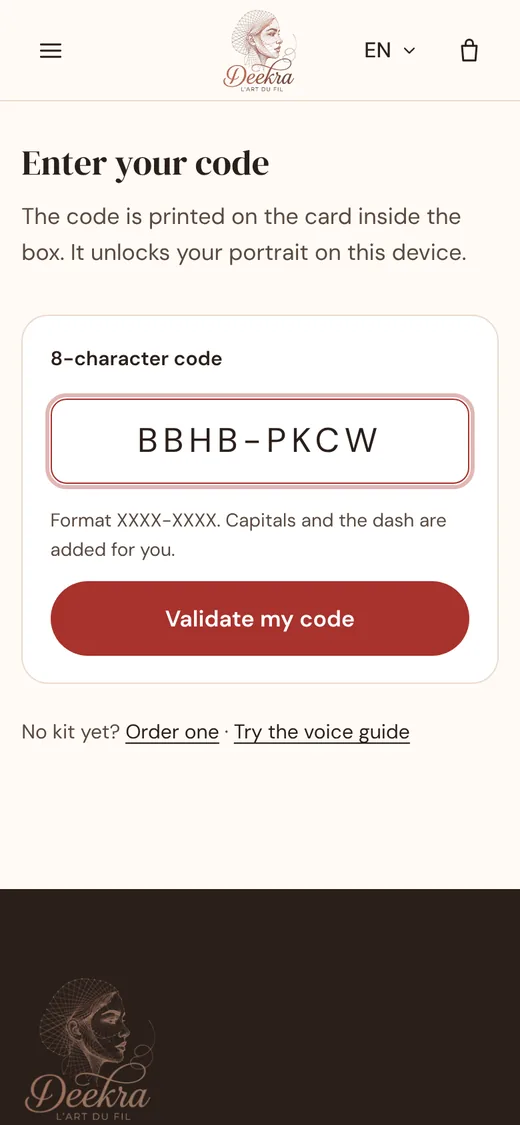 Deekra
L'ART DU FIL
EN
Enter your code
The code is printed on the card inside the
box. It unlocks your portrait on this device.
8-character code
BBHB-PKCW
Format XXXX-XXXX. Capitals and the dash are
added for you.
Validate my code
No kit yet? Order one · Try the voice guide
Deekra
L'ART DU FIL